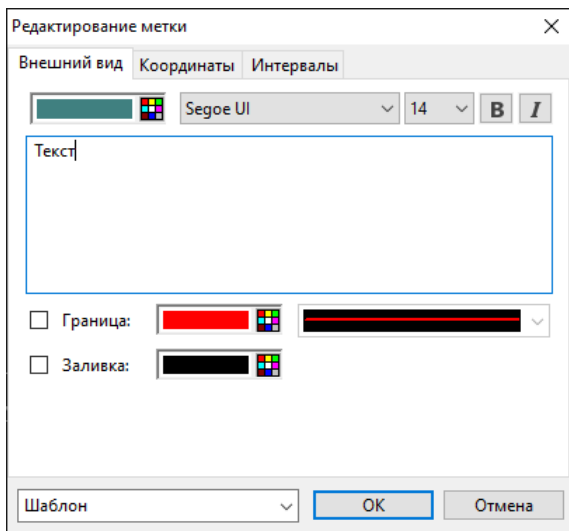 Редактирование метки
Внешний вид Координаты Интервалы
Segoe UI 14 B I
Текст
Граница:
Заливка:
Шаблон OK Отмена